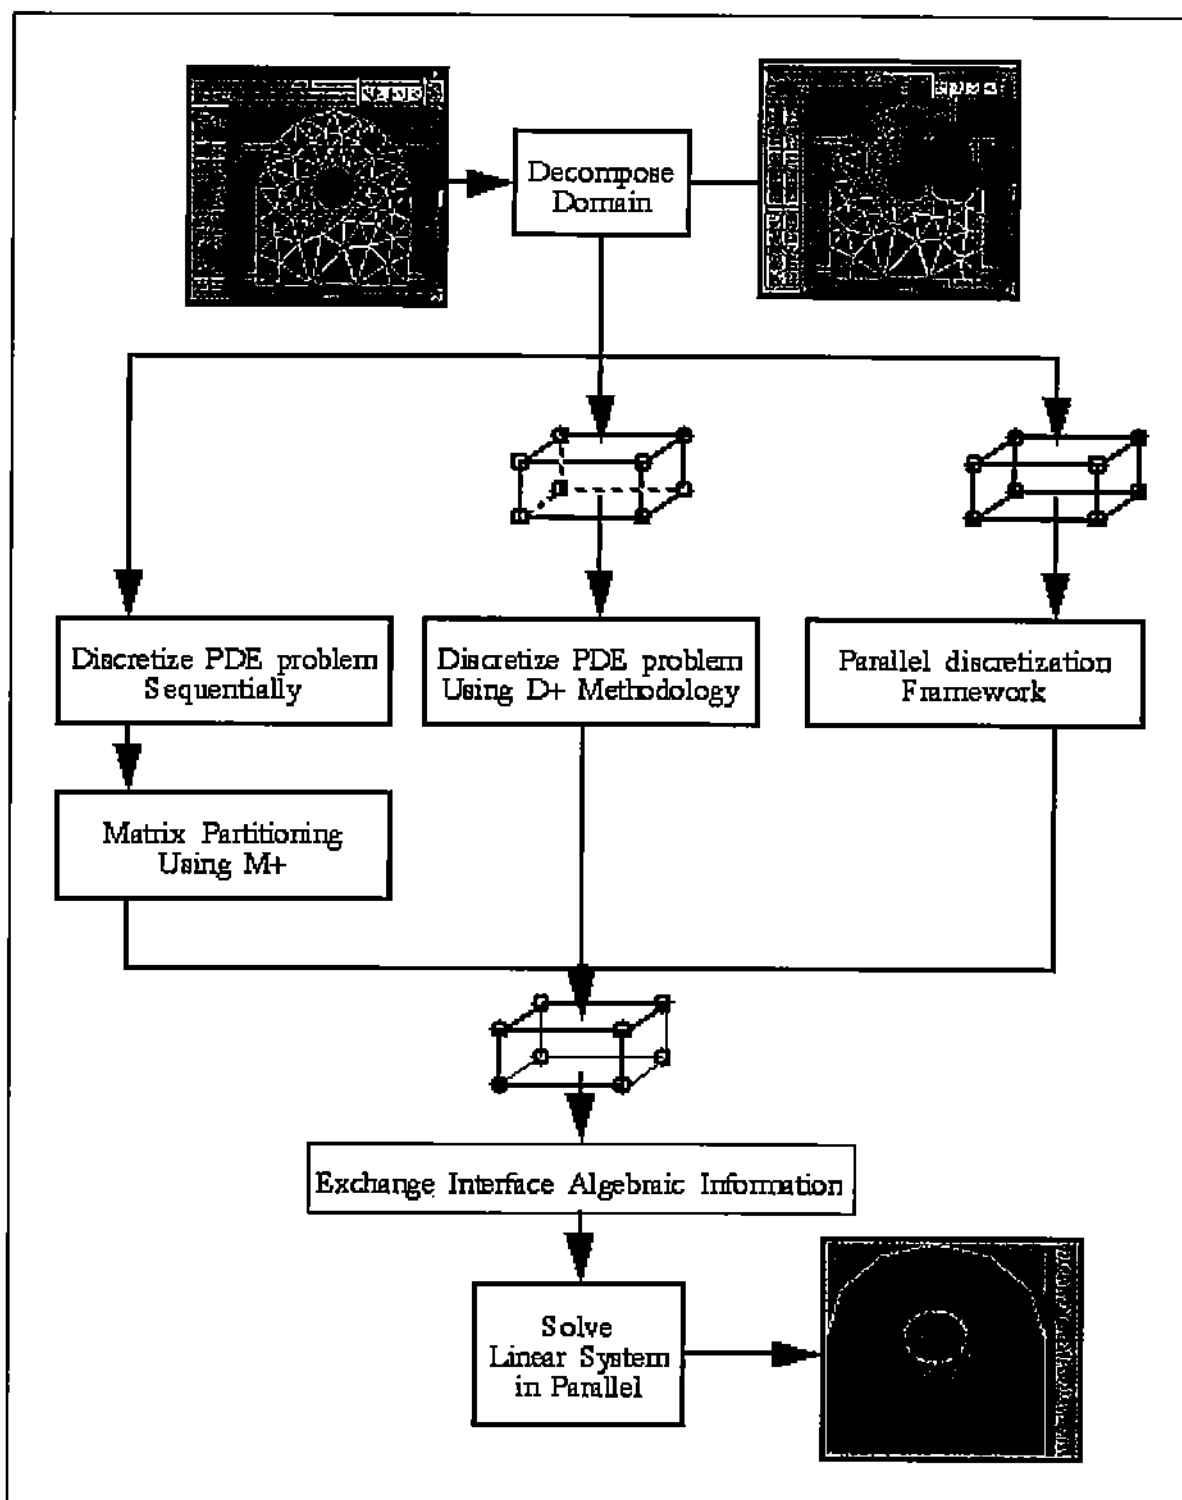 Decompose
Domain
Discretize PDE problem
Sequentially
Discretize PDE problem
Using D+ Methodology
Parallel discretization
Framework
Matrix Partitioning
Using M+
Exchange Interface Algebraic Information
Solve
Linear System
in Parallel